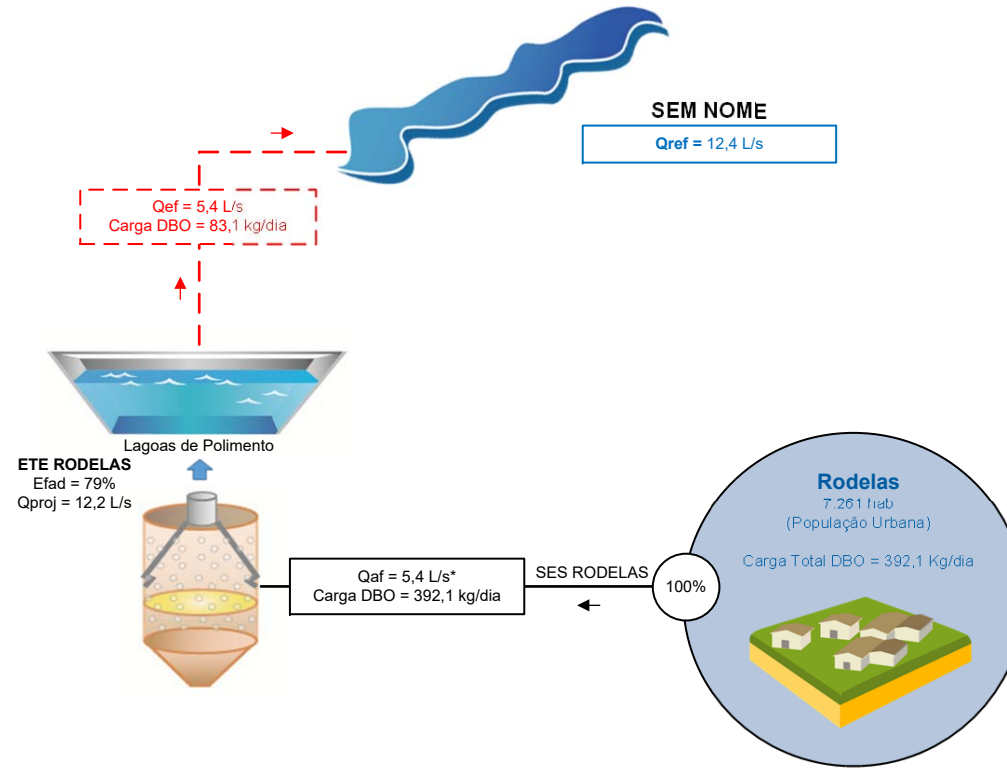 SEM NOME
Qref = 12,4 L/s
Qef = 5,4 L/s
Carga DBO = 83,1 kg/dia
Lagoas de Polimento
ETE RODELAS
Efad = 79%
Qproj = 12,2 L/s
Qaf = 5,4 L/s*
Carga DBO = 392,1 kg/dia
SES RODELAS
100%
Rodelas
7.261 hab
(População Urbana)
Carga Total DBO = 392,1 Kg/dia